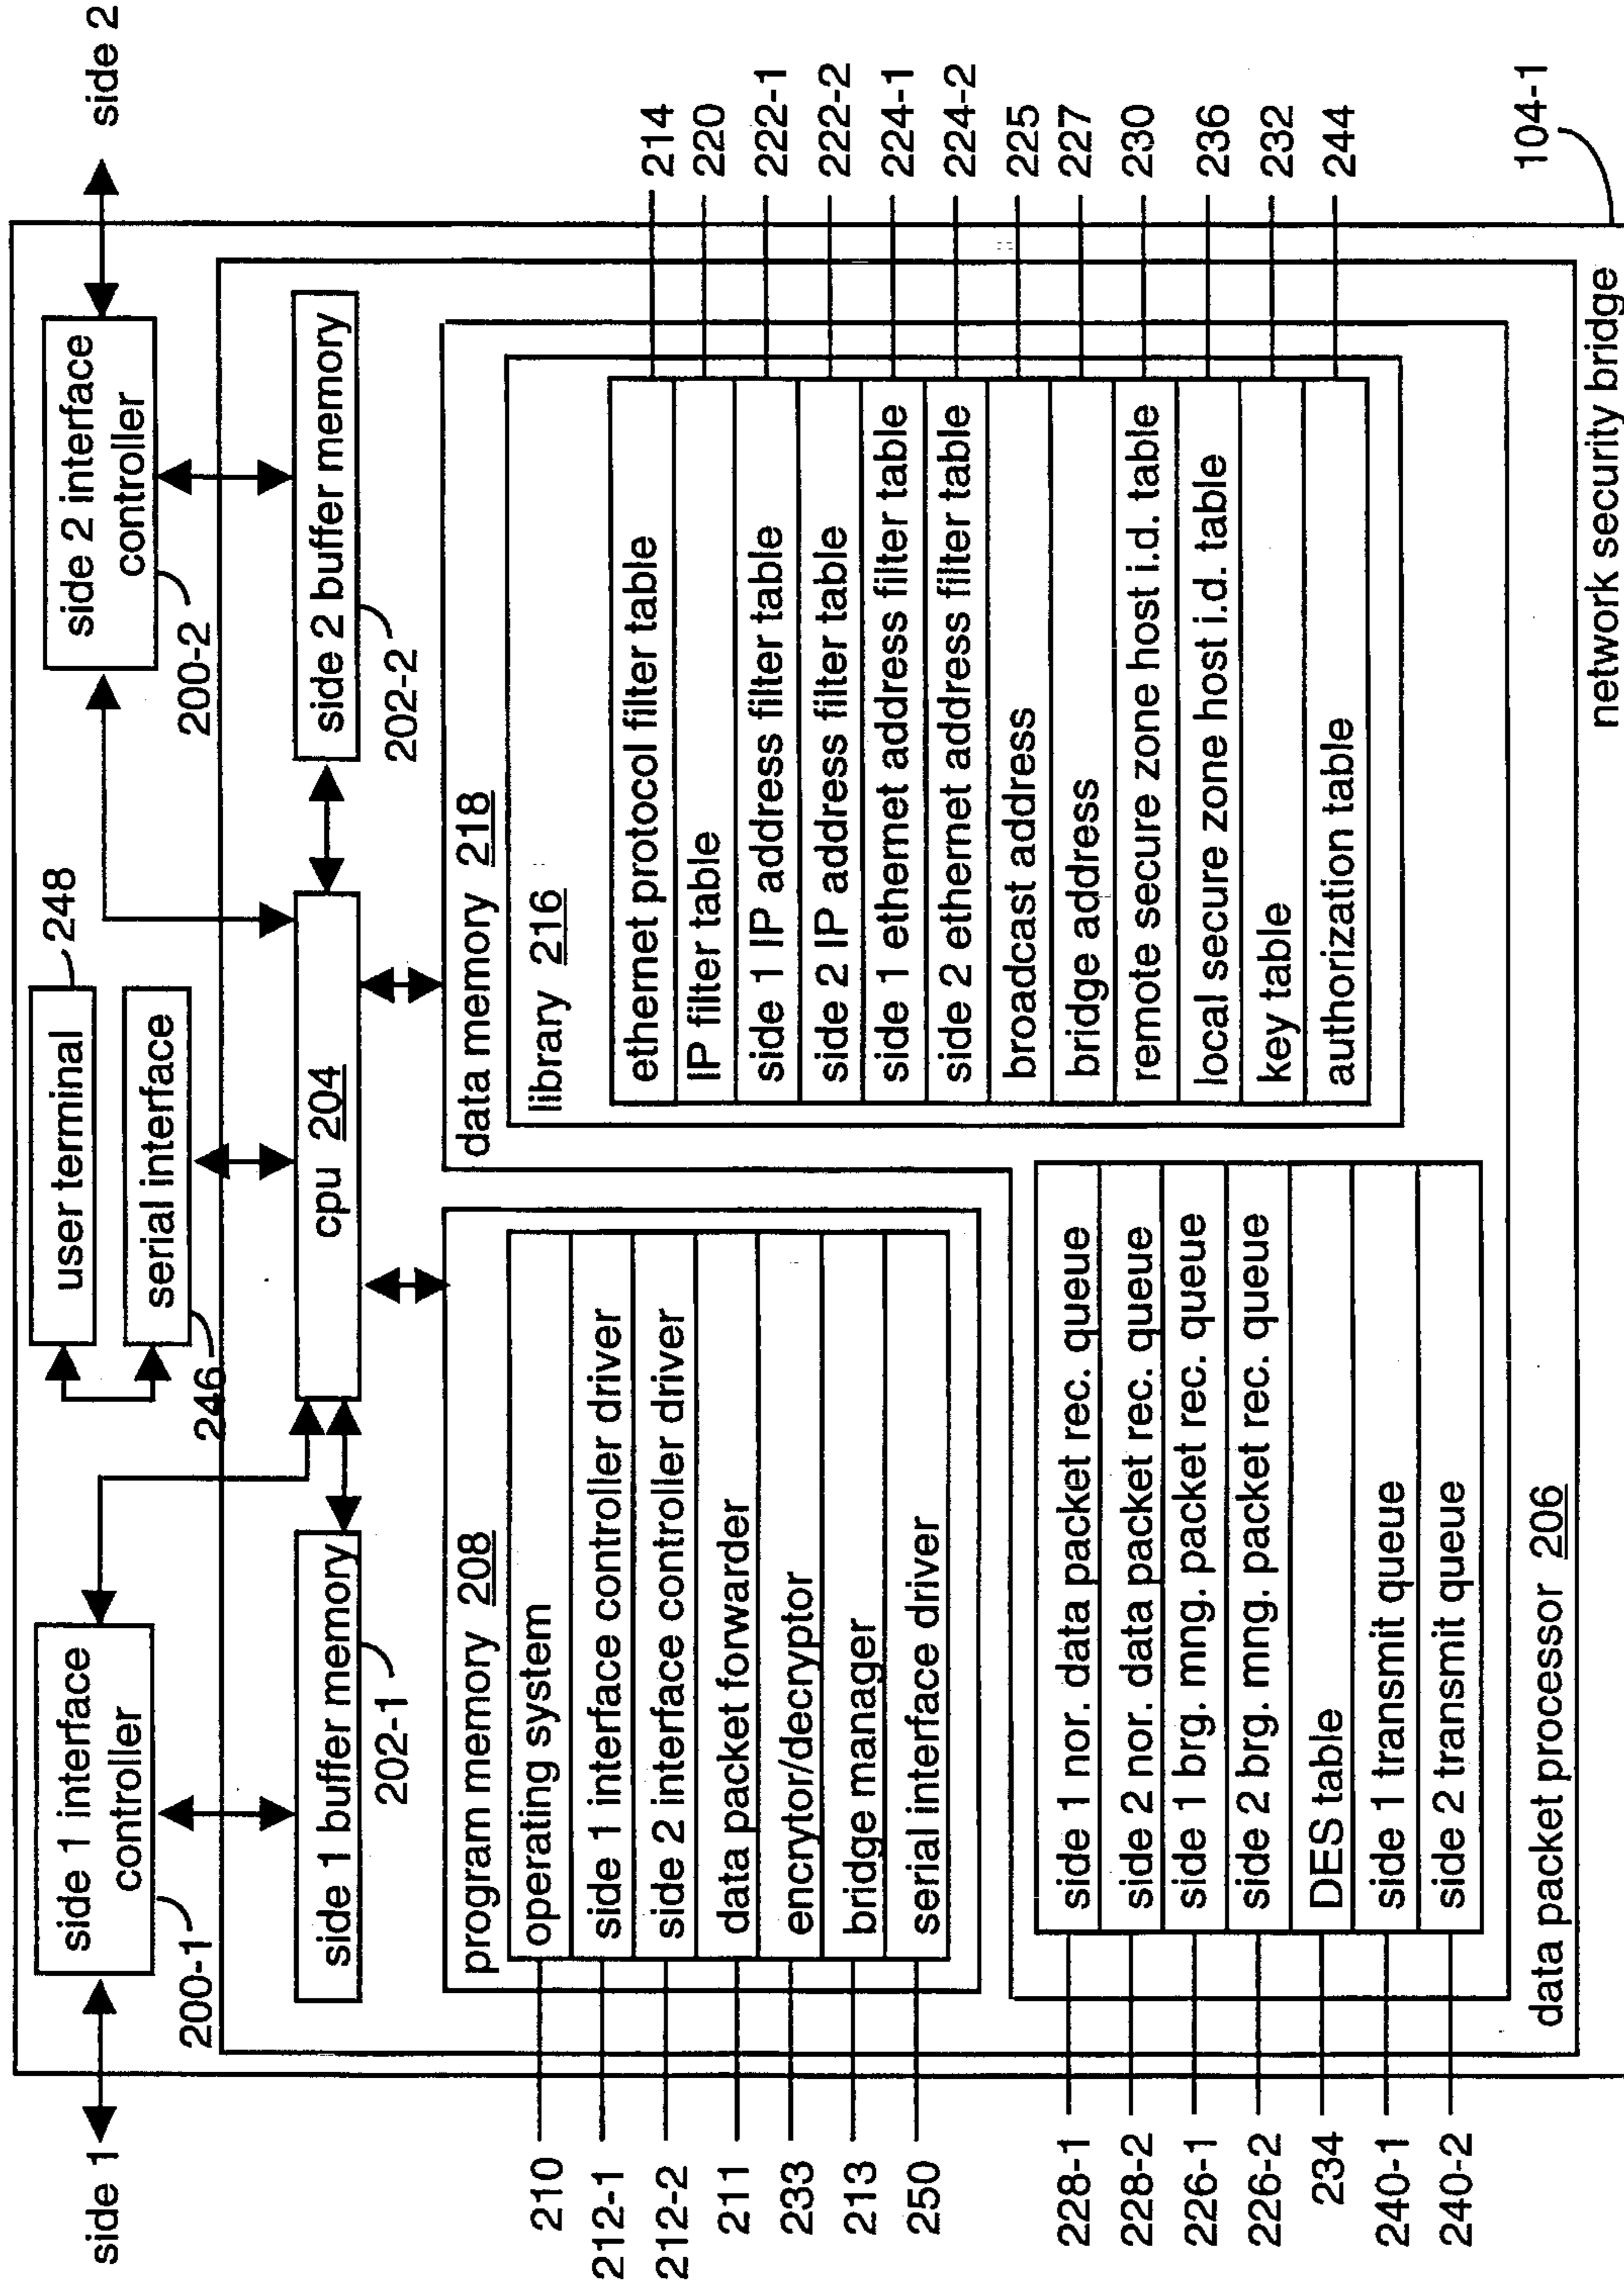 side 1
side 2
side 1 interface
controller
200-1
user terminal
248
serial interface
246
side 2 interface
controller
200-2
side 1 buffer memory
202-1
cpu 204
side 2 buffer memory
202-2
program memory 208
210
operating system
212-1
side 1 interface controller driver
212-2
side 2 interface controller driver
211
data packet forwarder
233
encrytor/decryptor
213
bridge manager
250
serial interface driver
data memory 218
library 216
ethernet protocol filter table
214
IP filter table
220
side 1 IP address filter table
222-1
side 2 IP address filter table
222-2
side 1 ethernet address filter table
224-1
side 2 ethernet address filter table
224-2
broadcast address
225
bridge address
227
remote secure zone host i.d. table
230
local secure zone host i.d. table
236
key table
232
authorization table
244
228-1
side 1 nor. data packet rec. queue
228-2
side 2 nor. data packet rec. queue
226-1
side 1 brg. mng. packet rec. queue
226-2
side 2 brg. mng. packet rec. queue
234
DES table
240-1
side 1 transmit queue
240-2
side 2 transmit queue
data packet processor 206
network security bridge
104-1